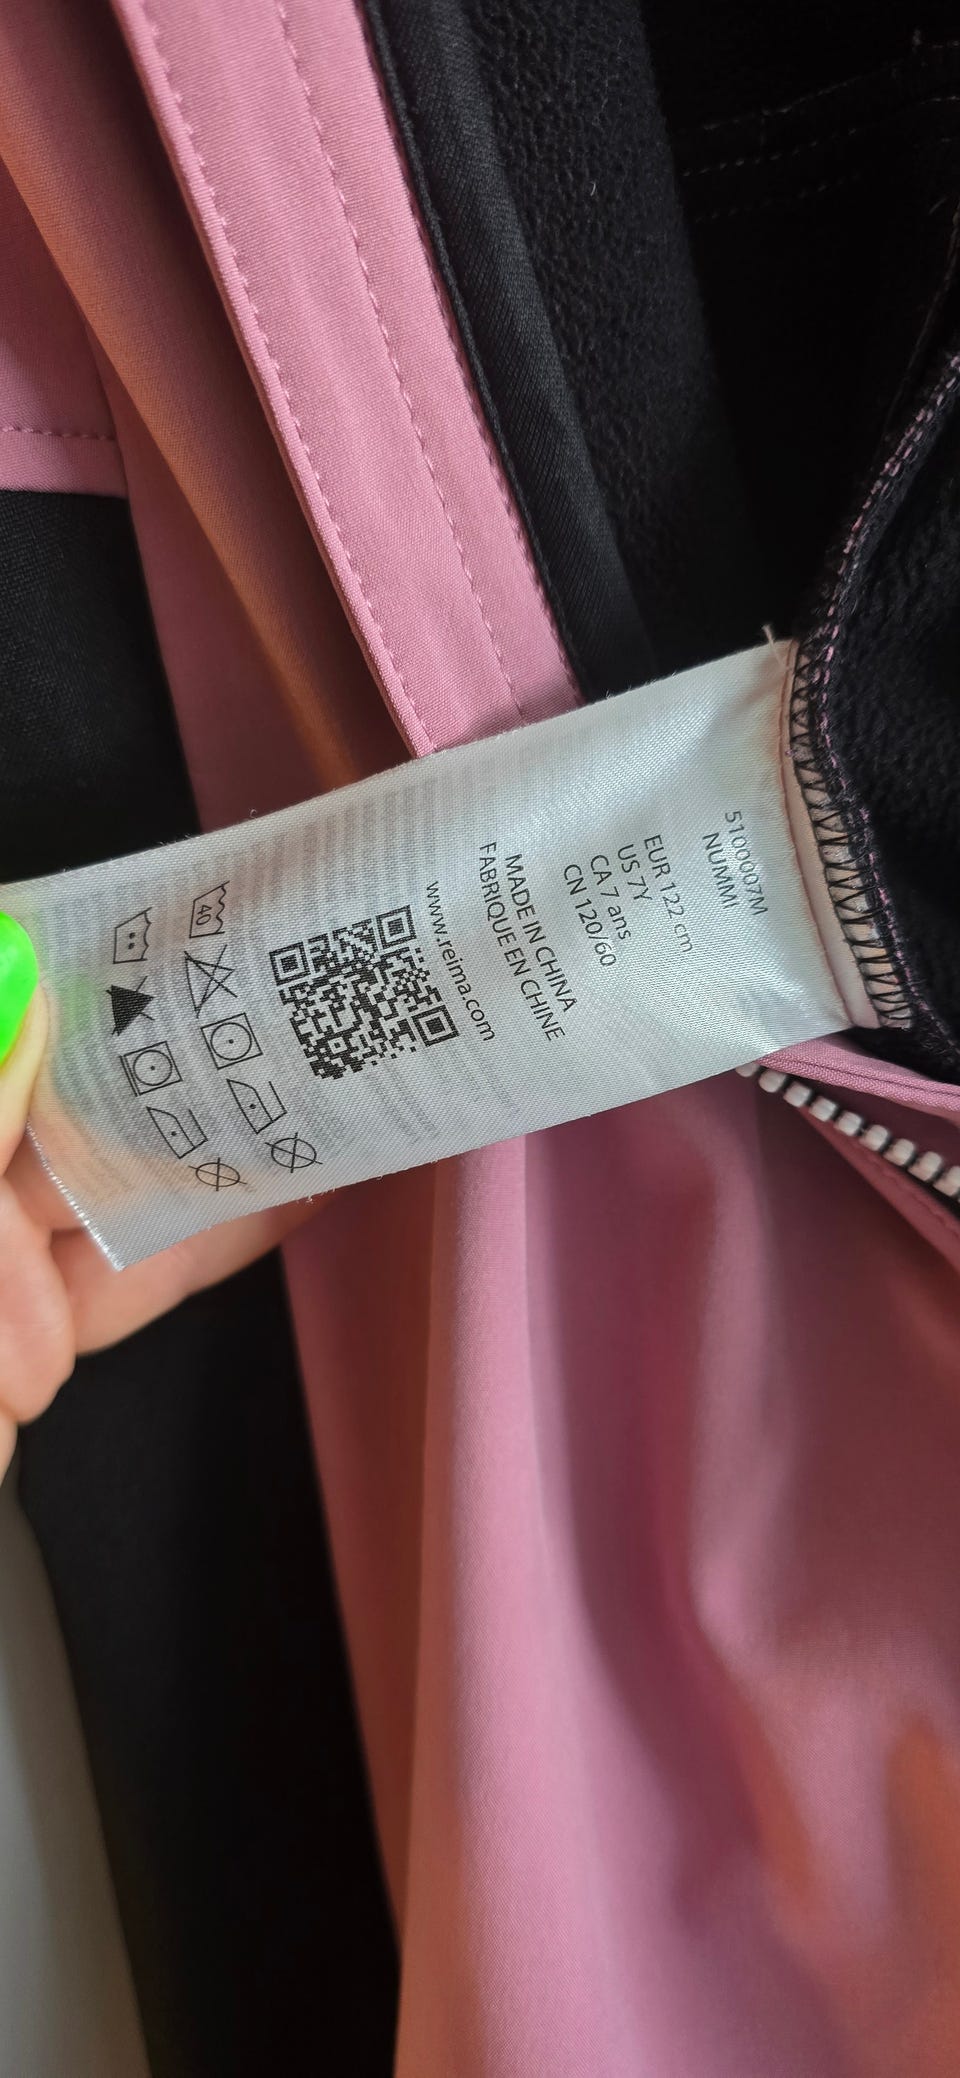 5100007M
NUMMI
EUR 122 cm
US 7Y
CA 7 ans
CN 120/60
MADE IN CHINA
FABRIQUE EN CHINE
www.reima.com
40